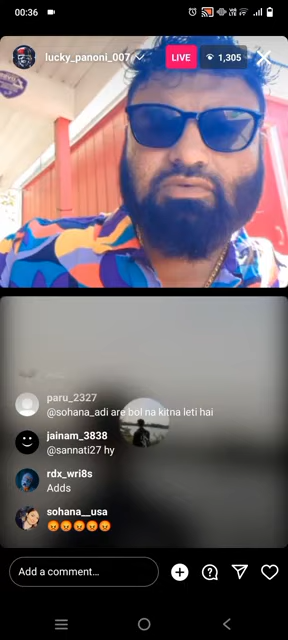 00:36
lucky_panoni_007
LIVE
1,305
paru_2327
@sohana_adi are bol na kitna leti hai
jainam_3838
@sannati27 hy
rdx_wri8s
Adds
sohana__usa
😡😡😡😡😡
Add a comment...